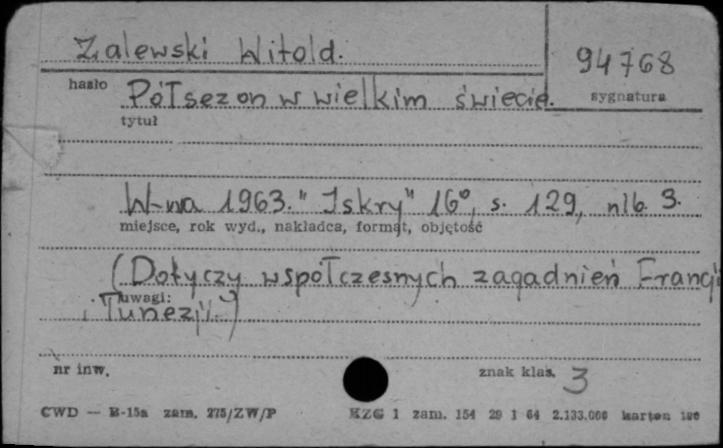 Zalewski Witold.
94768
hasło
sygnatura
Półsezon w wielkim świecie.
tytuł
W-wa 1963. "Iskry" 16°, s. 129, nlb. 3.
miejsce, rok wyd., nakładca, format, objętość
(Dotyczy współczesnych zagadnień Francji
uwagi:
i Tunezji.)
nr inw.
znak klas. 3
CWD — B-15a zam. 275/ZW/P
KZG 1 zam. 154 29 1 64 2.133.000 karton